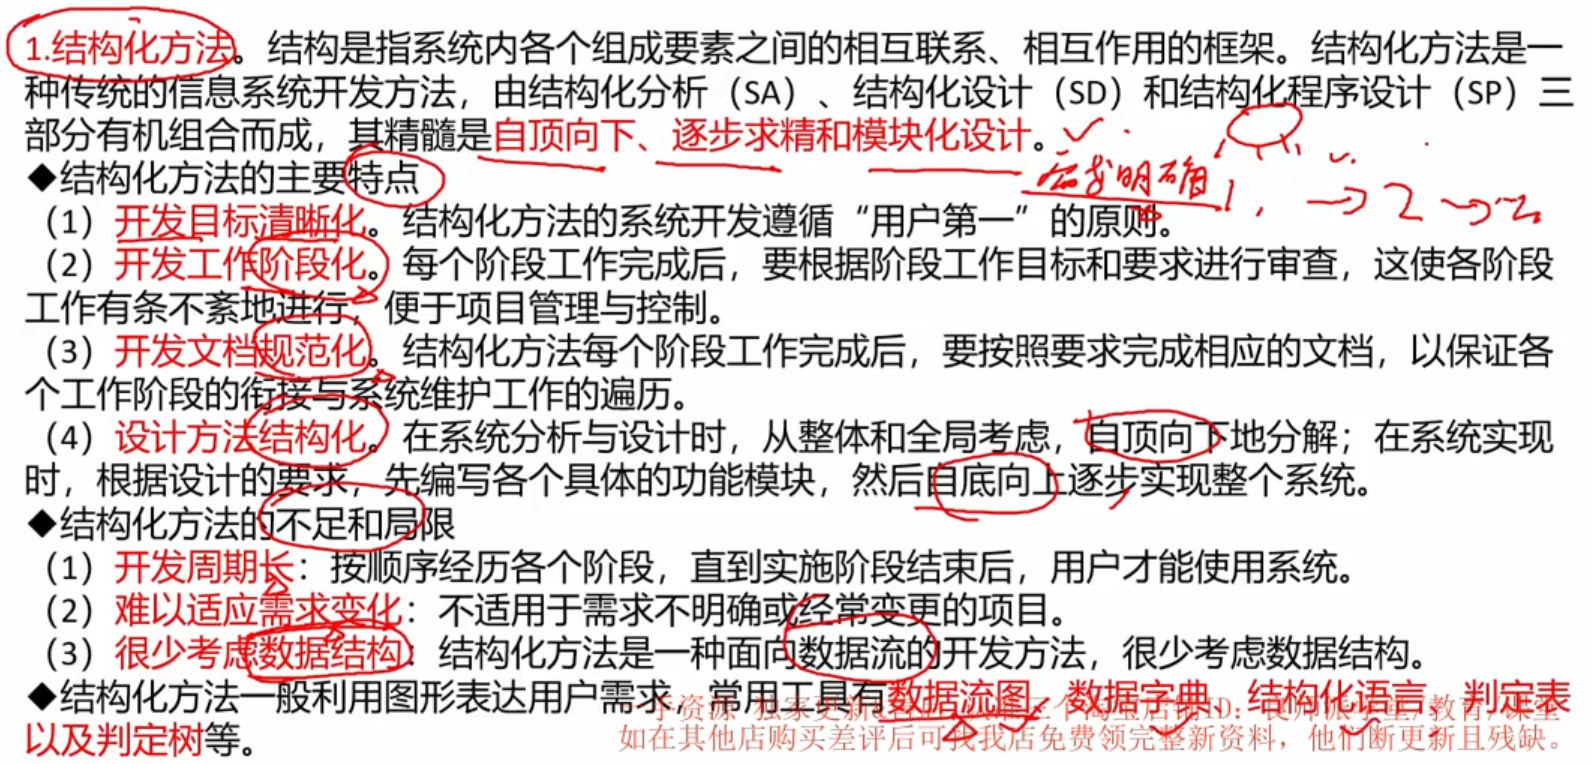 1.结构化方法。结构是指系统内各个组成要素之间的相互联系、相互作用的框架。结构化方法是一
种传统的信息系统开发方法，由结构化分析（SA）、结构化设计（SD）和结构化程序设计（SP）三
部分有机组合而成，其精髓是自顶向下、逐步求精和模块化设计。
◆结构化方法的主要特点
需求明确
1, → 2 →
（1）开发目标清晰化。结构化方法的系统开发遵循“用户第一”的原则。
（2）开发工作阶段化。每个阶段工作完成后，要根据阶段工作目标和要求进行审查，这使各阶段
工作有条不紊地进行，便于项目管理与控制。
（3）开发文档规范化。结构化方法每个阶段工作完成后，要按照要求完成相应的文档，以保证各
个工作阶段的衔接与系统维护工作的遍历。
（4）设计方法结构化。在系统分析与设计时，从整体和全局考虑，自顶向下地分解；在系统实现
时，根据设计的要求，先编写各个具体的功能模块，然后自底向上逐步实现整个系统。
◆结构化方法的不足和局限
（1）开发周期长：按顺序经历各个阶段，直到实施阶段结束后，用户才能使用系统。
（2）难以适应需求变化：不适用于需求不明确或经常变更的项目。
（3）很少考虑数据结构：结构化方法是一种面向数据流的开发方法，很少考虑数据结构。
◆结构化方法一般利用图形表达用户需求，常用工具有数据流图、数据字典、结构化语言、判定表
以及判定树等。
一手资源 独家更新 淘宝店铺ID：
如在其他店购买差评后可找我店免费领完整新资料，他们断更新且残缺。